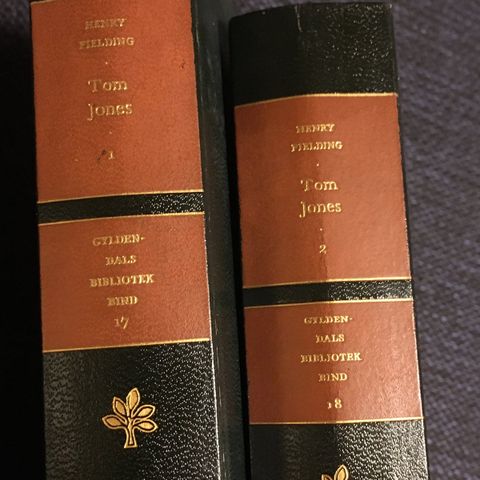 HENRY
FIELDING
Tom
Jones
1
GYLDEN-
DALS
BIBLIOTEK
BIND
17
HENRY
FIELDING
Tom
Jones
2
GYLDEN-
DALS
BIBLIOTEK
BIND
18